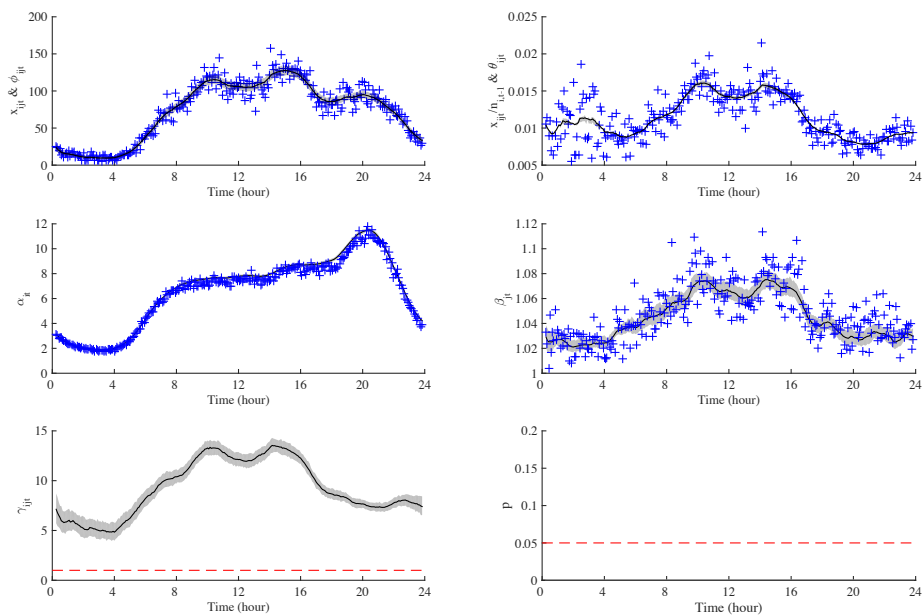 200
150
100
50
0
x_ijt & ϕ_ijt
0 4 8 12 16 20 24
Time (hour)
0.025
0.02
0.015
0.01
0.005
x_ijt/n_i,t-1 & θ_ijt
0 4 8 12 16 20 24
Time (hour)
12
10
8
6
4
2
0
α_it
0 4 8 12 16 20 24
Time (hour)
1.12
1.1
1.08
1.06
1.04
1.02
1
β_jt
0 4 8 12 16 20 24
Time (hour)
15
10
5
0
γ_ijt
0 4 8 12 16 20 24
Time (hour)
0.2
0.15
0.1
0.05
0
p
0 4 8 12 16 20 24
Time (hour)